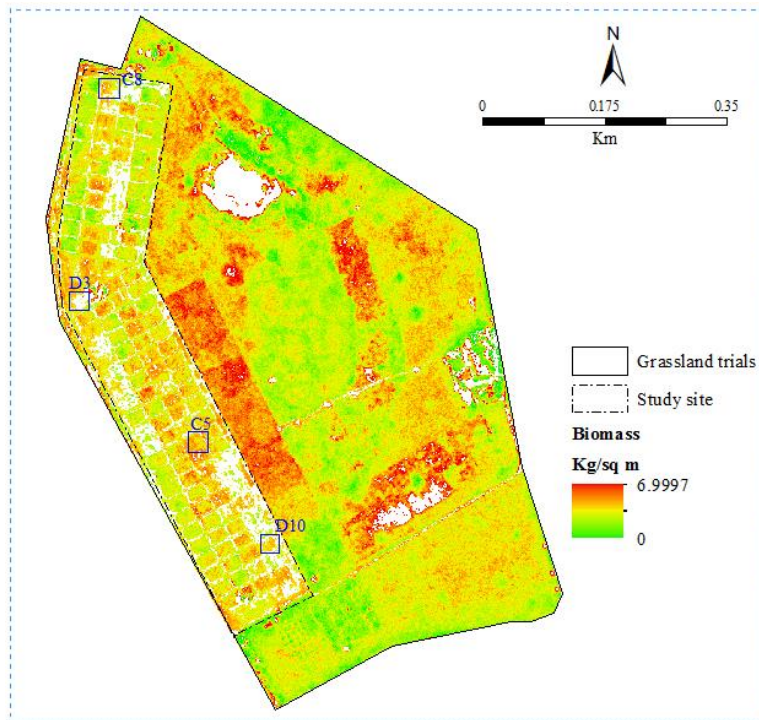 N
0 0.175 0.35
Km
C8
D3
Grassland trials
Study site
C5
Biomass
Kg/sq m
6.9997
0
D10